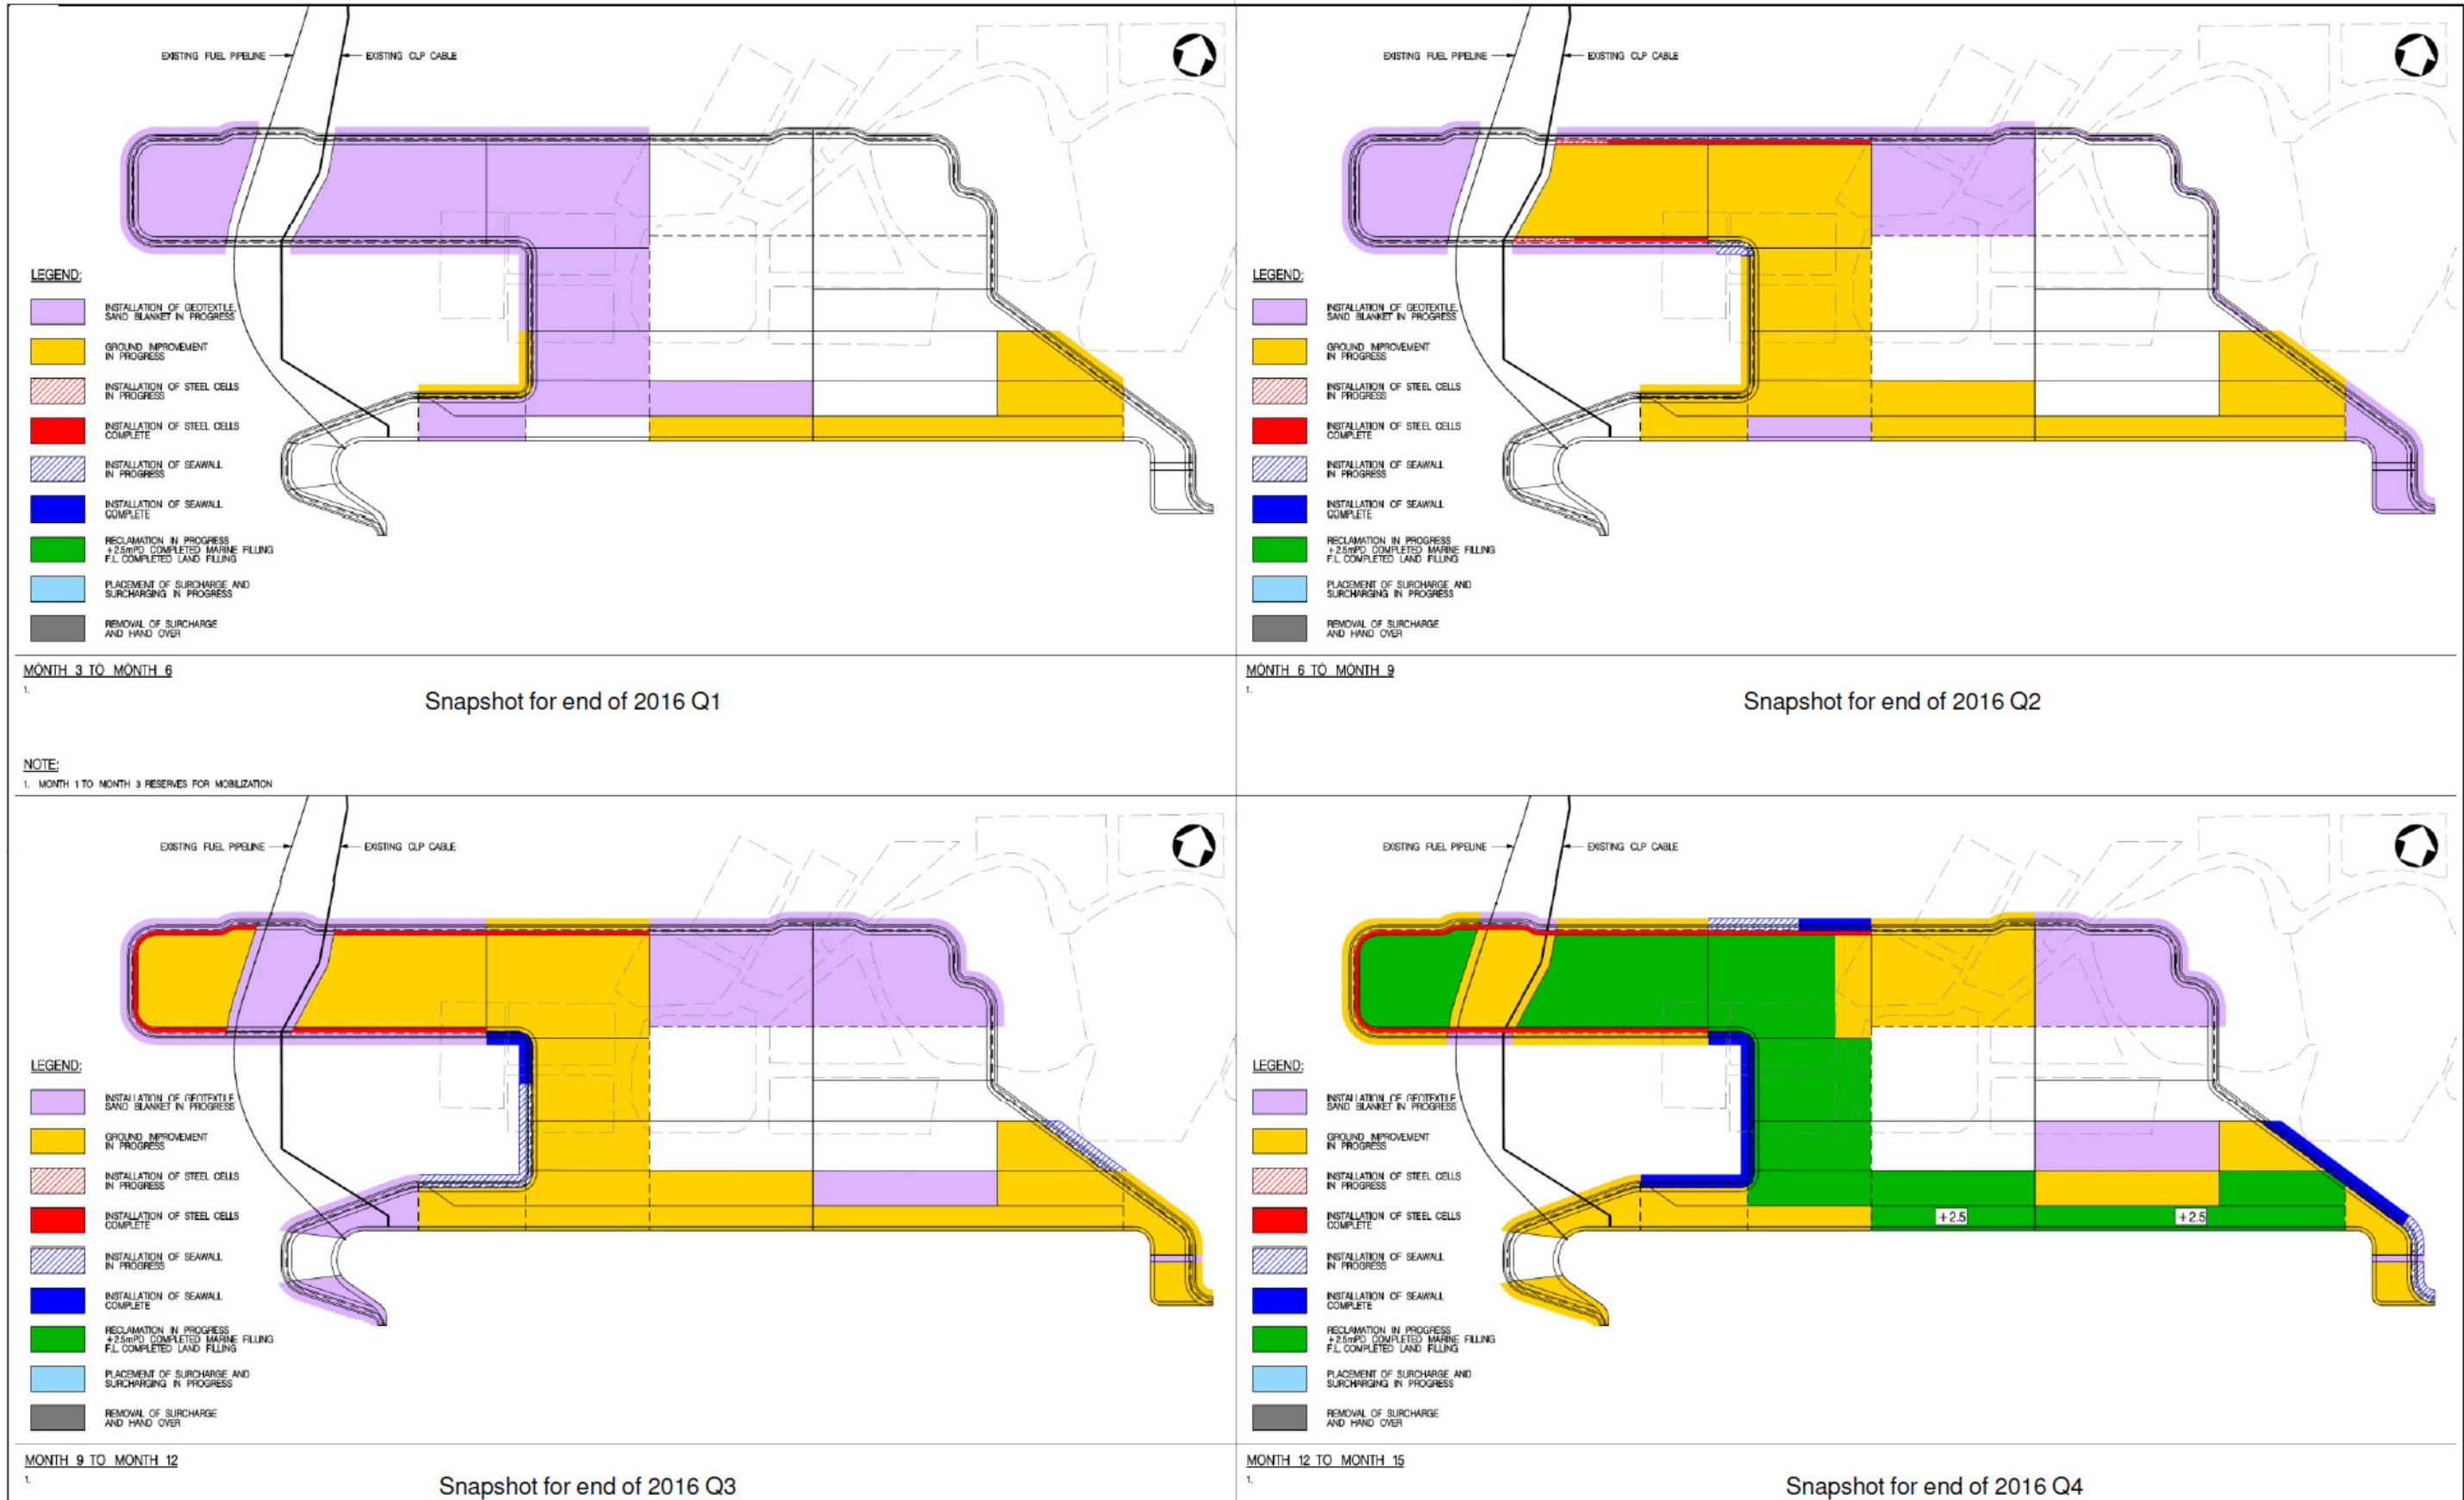 EXISTING FUEL PIPELINE
EXISTING CLP CABLE
LEGEND:
INSTALLATION OF GEOTEXTILE,
SAND BLANKET IN PROGRESS
GROUND IMPROVEMENT
IN PROGRESS
INSTALLATION OF STEEL CELLS
IN PROGRESS
INSTALLATION OF STEEL CELLS
COMPLETE
INSTALLATION OF SEAWALL
IN PROGRESS
INSTALLATION OF SEAWALL
COMPLETE
RECLAMATION IN PROGRESS
+2.5mPD COMPLETED MARINE FILLING
F.L. COMPLETED LAND FILLING
PLACEMENT OF SURCHARGE AND
SURCHARGING IN PROGRESS
REMOVAL OF SURCHARGE
AND HAND OVER
MONTH 3 TO MONTH 6
1.
Snapshot for end of 2016 Q1
NOTE:
1. MONTH 1 TO MONTH 3 RESERVES FOR MOBILIZATION
EXISTING FUEL PIPELINE
EXISTING CLP CABLE
LEGEND:
INSTALLATION OF GEOTEXTILE,
SAND BLANKET IN PROGRESS
GROUND IMPROVEMENT
IN PROGRESS
INSTALLATION OF STEEL CELLS
IN PROGRESS
INSTALLATION OF STEEL CELLS
COMPLETE
INSTALLATION OF SEAWALL
IN PROGRESS
INSTALLATION OF SEAWALL
COMPLETE
RECLAMATION IN PROGRESS
+2.5mPD COMPLETED MARINE FILLING
F.L. COMPLETED LAND FILLING
PLACEMENT OF SURCHARGE AND
SURCHARGING IN PROGRESS
REMOVAL OF SURCHARGE
AND HAND OVER
MONTH 6 TO MONTH 9
1.
Snapshot for end of 2016 Q2
EXISTING FUEL PIPELINE
EXISTING CLP CABLE
LEGEND:
INSTALLATION OF GEOTEXTILE,
SAND BLANKET IN PROGRESS
GROUND IMPROVEMENT
IN PROGRESS
INSTALLATION OF STEEL CELLS
IN PROGRESS
INSTALLATION OF STEEL CELLS
COMPLETE
INSTALLATION OF SEAWALL
IN PROGRESS
INSTALLATION OF SEAWALL
COMPLETE
RECLAMATION IN PROGRESS
+2.5mPD COMPLETED MARINE FILLING
F.L. COMPLETED LAND FILLING
PLACEMENT OF SURCHARGE AND
SURCHARGING IN PROGRESS
REMOVAL OF SURCHARGE
AND HAND OVER
MONTH 9 TO MONTH 12
1.
Snapshot for end of 2016 Q3
EXISTING FUEL PIPELINE
EXISTING CLP CABLE
+2.5
+2.5
LEGEND:
INSTALLATION OF GEOTEXTILE,
SAND BLANKET IN PROGRESS
GROUND IMPROVEMENT
IN PROGRESS
INSTALLATION OF STEEL CELLS
IN PROGRESS
INSTALLATION OF STEEL CELLS
COMPLETE
INSTALLATION OF SEAWALL
IN PROGRESS
INSTALLATION OF SEAWALL
COMPLETE
RECLAMATION IN PROGRESS
+2.5mPD COMPLETED MARINE FILLING
F.L. COMPLETED LAND FILLING
PLACEMENT OF SURCHARGE AND
SURCHARGING IN PROGRESS
REMOVAL OF SURCHARGE
AND HAND OVER
MONTH 12 TO MONTH 15
1.
Snapshot for end of 2016 Q4